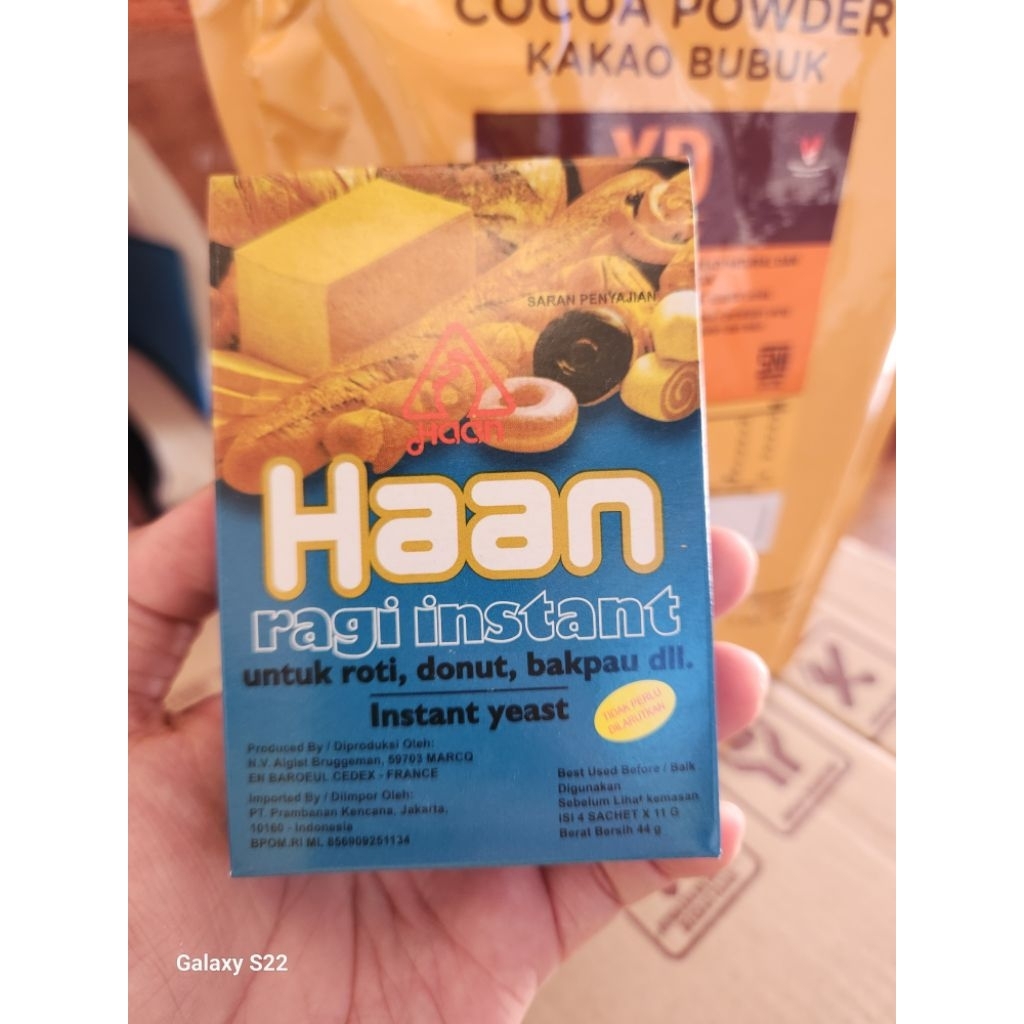 COCOA POWDER
KAKAO BUBUK
SARAN PENYAJIAN
Haan
Haan
ragi instant
untuk roti, donut, bakpau dll.
Instant yeast
TIDAK PERLU
DILARUTKAN
Produced By / Diproduksi Oleh:
N.V. Algist Bruggeman, 59703 MARCQ
EN BAROEUL CEDEX - FRANCE
Imported By / Diimpor Oleh:
PT. Prambanan Kencana, Jakarta.
10160 - Indonesia
BPOM.RI ML 856909251134
Best Used Before / Baik
Digunakan
Sebelum Lihat kemasan
ISI 4 SACHET X 11 G
Berat Bersih 44 g
Galaxy S22